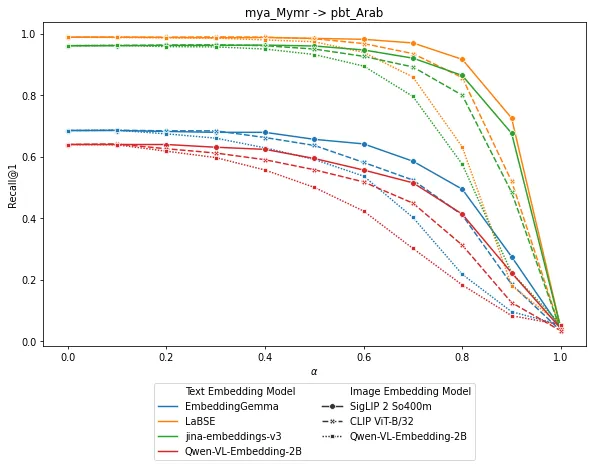 mya_Mymr -> pbt_Arab
Recall@1
1.0
0.8
0.6
0.4
0.2
0.0
0.0 0.2 0.4 0.6 0.8 1.0
α
Text Embedding Model Image Embedding Model
EmbeddingGemma SigLIP 2 So400m
LaBSE CLIP ViT-B/32
jina-embeddings-v3 Qwen-VL-Embedding-2B
Qwen-VL-Embedding-2B